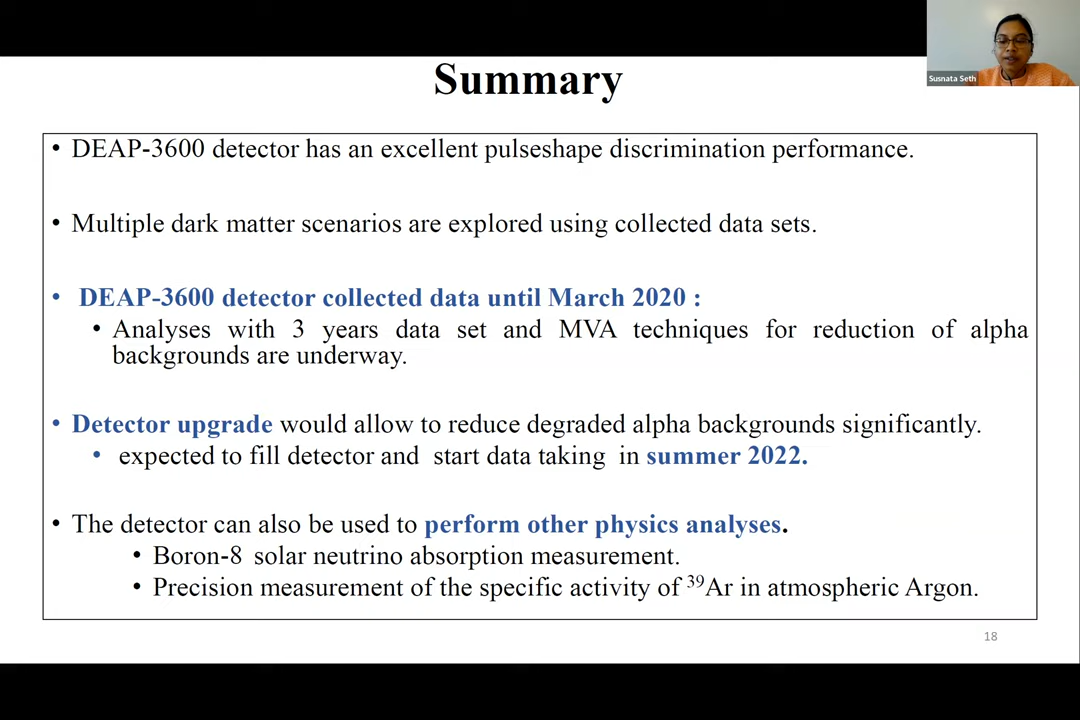 Summary
Susnata Seth
• DEAP-3600 detector has an excellent pulseshape discrimination performance.
• Multiple dark matter scenarios are explored using collected data sets.
• DEAP-3600 detector collected data until March 2020 :
• Analyses with 3 years data set and MVA techniques for reduction of alpha
backgrounds are underway.
• Detector upgrade would allow to reduce degraded alpha backgrounds significantly.
• expected to fill detector and start data taking in summer 2022.
• The detector can also be used to perform other physics analyses.
• Boron-8 solar neutrino absorption measurement.
• Precision measurement of the specific activity of ³⁹Ar in atmospheric Argon.
18